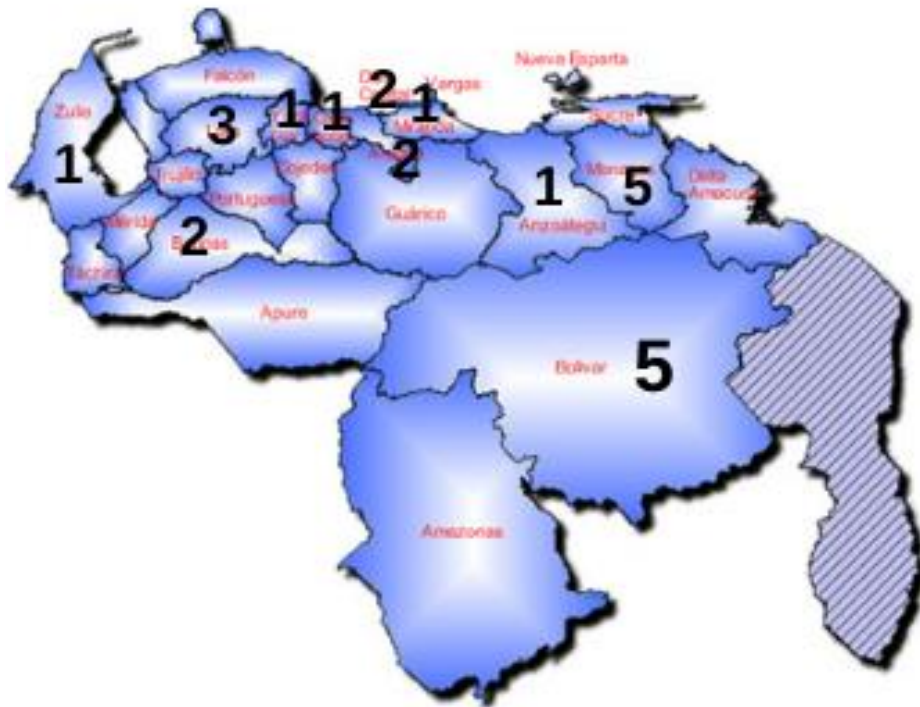 Nueva Esparta
Falcón
2
Vargas
Zulia
3
1
1
1
Miranda
Sucre
2
1
Trujillo
Cojedes
1
5
Delta
Amacuro
Portuguesa
Guárico
Anzoátegui
Mérida
2
Táchira
Apure
Bolívar
5
Amazonas